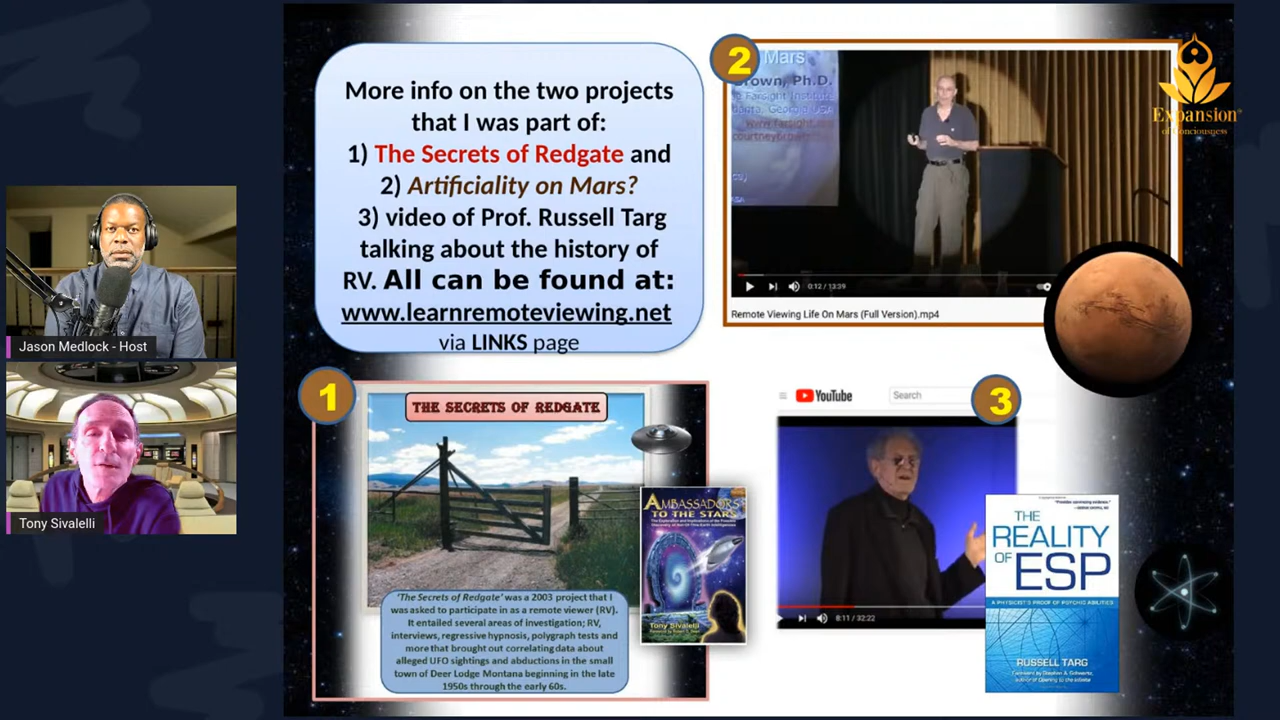 More info on the two projects
that I was part of:
1) The Secrets of Redgate and
2) Artificiality on Mars?
3) video of Prof. Russell Targ
talking about the history of
RV. All can be found at:
www.learnremoteviewing.net
via LINKS page
2
Mars
rown, Ph.D.
e Farsight Institute
www.farsight.org
0:12 / 13:39
Remote Viewing Life On Mars (Full Version).mp4
Expansion
of Consciousness
Jason Medlock - Host
Tony Sivalelli
1
THE SECRETS OF REDGATE
'The Secrets of Redgate' was a 2003 project that I
was asked to participate in as a remote viewer (RV).
It entailed several areas of investigation; RV,
interviews, regressive hypnosis, polygraph tests and
more that brought out correlating data about
alleged UFO sightings and abductions in the small
town of Deer Lodge Montana beginning in the late
1950s through the early 60s.
AMBASSADORS
TO THE STARS
Tony Sivalelli
YouTube
Search
3
8:11 / 32:22
THE
REALITY
OF ESP
A PHYSICIST'S PROOF OF PSYCHIC ABILITIES
RUSSELL TARG